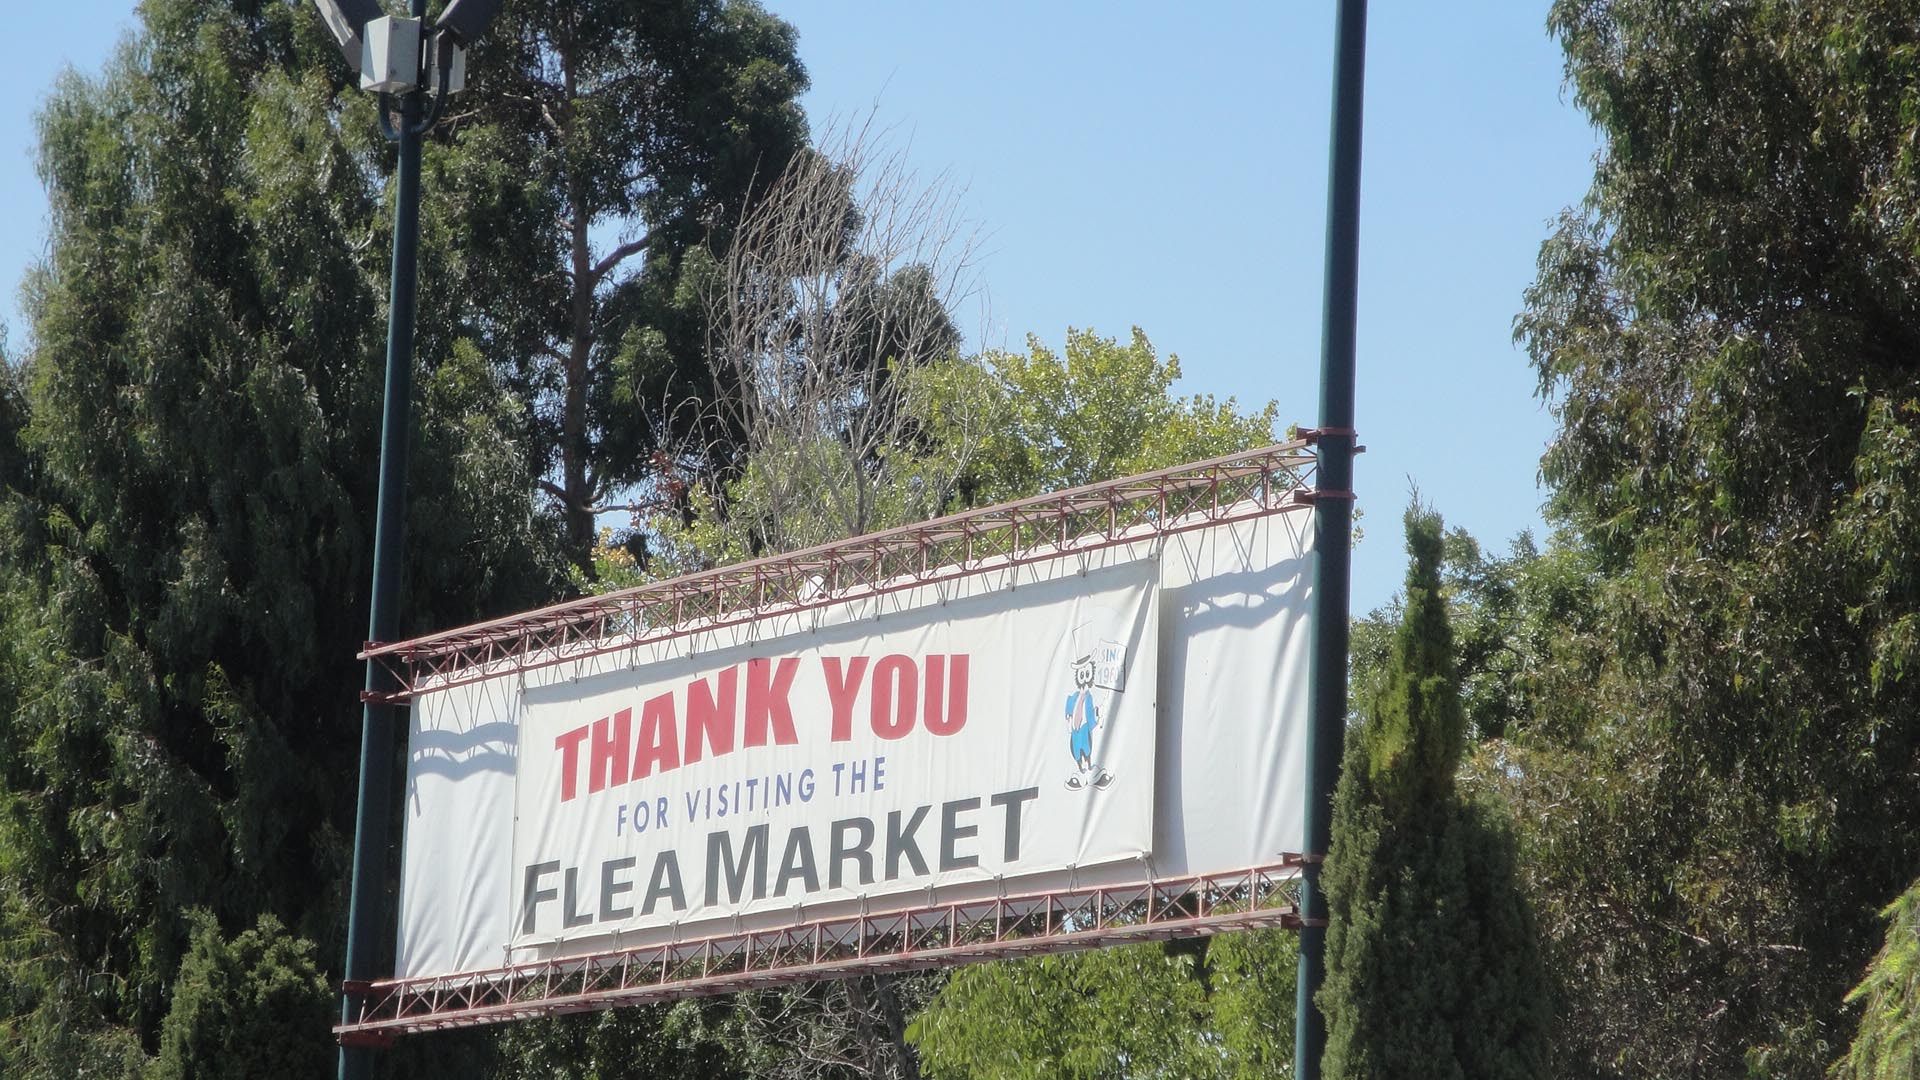 THANK YOU
FOR VISITING THE
FLEA MARKET